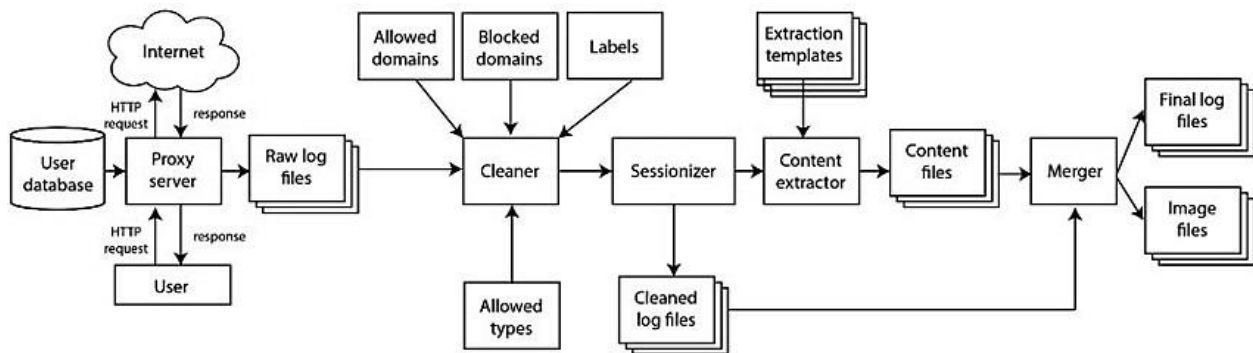 Internet
HTTP
request
response
User
database
Proxy
server
Raw log
files
HTTP
request
response
User
Allowed
domains
Blocked
domains
Labels
Cleaner
Allowed
types
Sessionizer
Cleaned
log files
Extraction
templates
Content
extractor
Content
files
Merger
Final log
files
Image
files